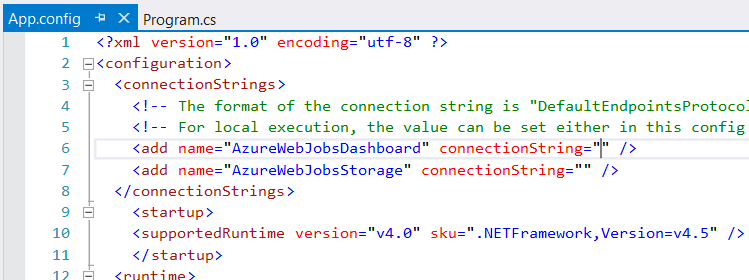 App.config Program.cs
1 <?xml version="1.0" encoding="utf-8" ?>
2 <configuration>
3 <connectionStrings>
4 <!-- The format of the connection string is "DefaultEndpointsProtocol
5 <!-- For local execution, the value can be set either in this config
6 <add name="AzureWebJobsDashboard" connectionString="" />
7 <add name="AzureWebJobsStorage" connectionString="" />
8 </connectionStrings>
9 <startup>
10 <supportedRuntime version="v4.0" sku=".NETFramework,Version=v4.5" />
11 </startup>
12 <runtime>